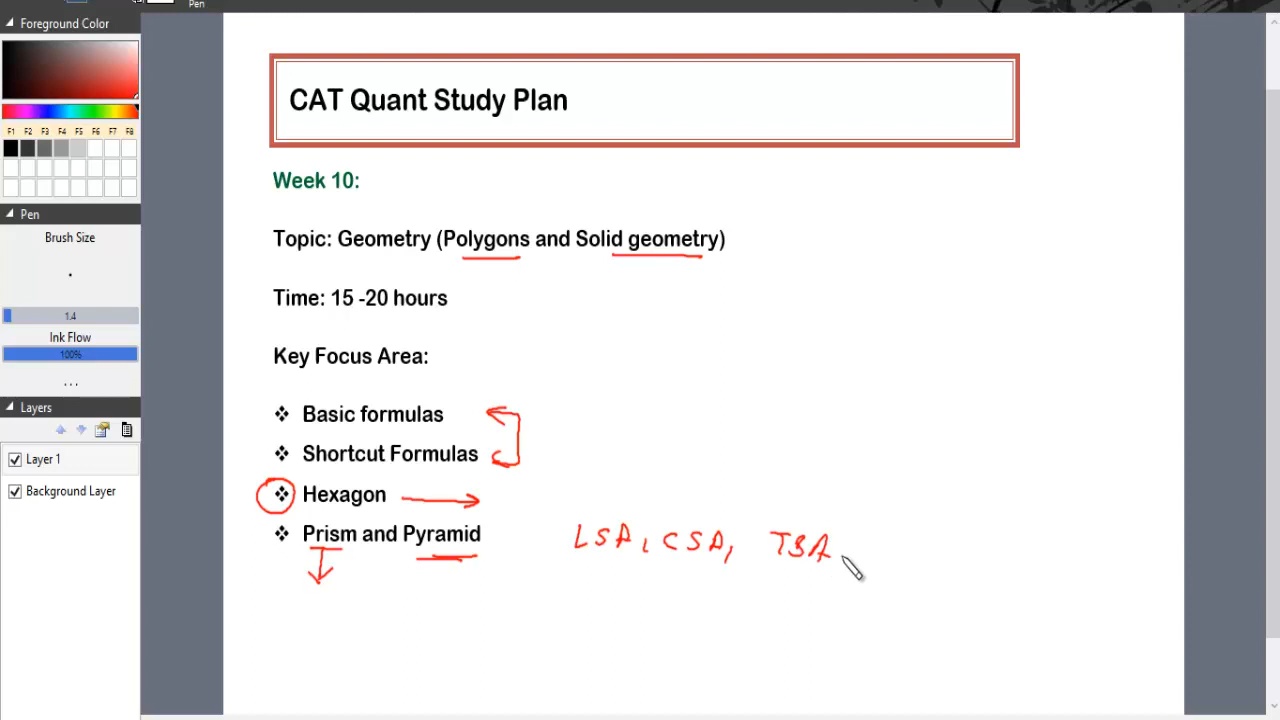 Pen
Foreground Color
F1 F2 F3 F4 F5 F6 F7 F8
Pen
Brush Size
1.4
Ink Flow
100%
...
Layers
Layer 1
Background Layer
CAT Quant Study Plan
Week 10:
Topic: Geometry (Polygons and Solid geometry)
Time: 15 -20 hours
Key Focus Area:
❖ Basic formulas
❖ Shortcut Formulas
❖ Hexagon
❖ Prism and Pyramid LSA, CSA, TSA